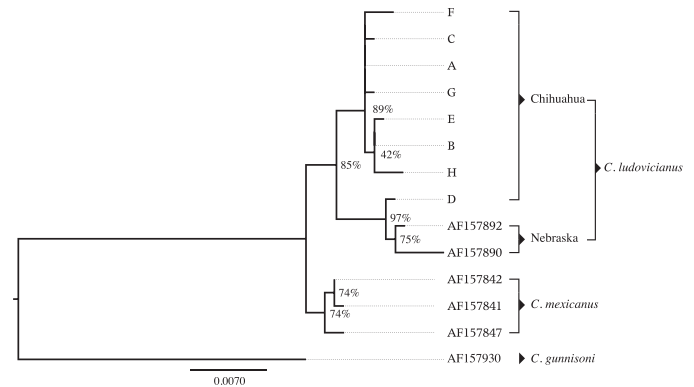 F
C
A
G
89%
E
Chihuahua
B
42%
85%
H
C. ludovicianus
D
97%
AF157892
75%
Nebraska
AF157890
AF157842
74%
AF157841
C. mexicanus
74%
AF157847
AF157930
C. gunnisoni
0.0070